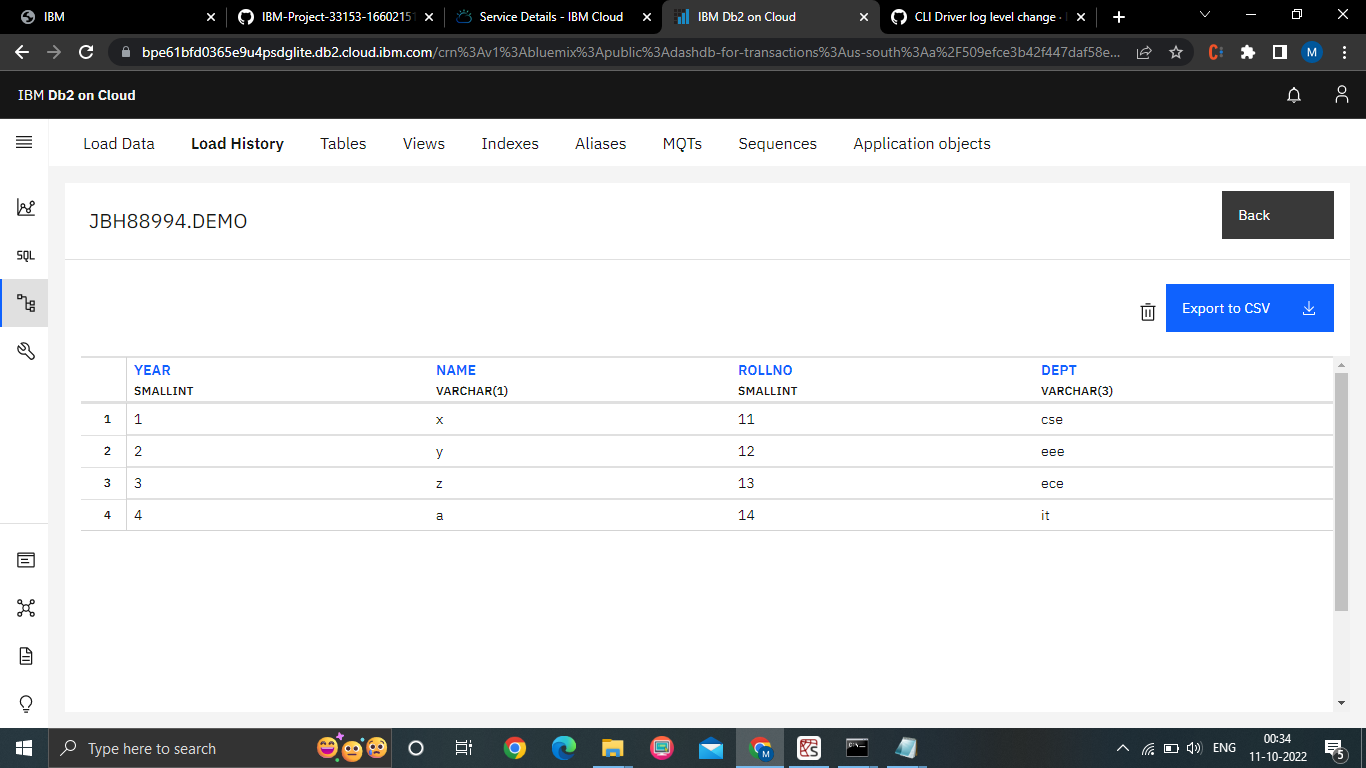 IBM
IBM-Project-33153-16602151
Service Details - IBM Cloud
IBM Db2 on Cloud
CLI Driver log level change ·
bpe61bfd0365e9u4psdglite.db2.cloud.ibm.com/crn%3Av1%3Abluemix%3Apublic%3Adashdb-for-transactions%3Aus-south%3Aa%2F509efce3b42f447daf58e...
M
IBM Db2 on Cloud
Load Data
Load History
Tables
Views
Indexes
Aliases
MQTs
Sequences
Application objects
SQL
JBH88994.DEMO
Back
Export to CSV
YEAR NAME ROLLNO DEPT
SMALLINT VARCHAR(1) SMALLINT VARCHAR(3)
1 1 x 11 cse
2 2 y 12 eee
3 3 z 13 ece
4 4 a 14 it
Type here to search
M
ENG
00:34
11-10-2022
5